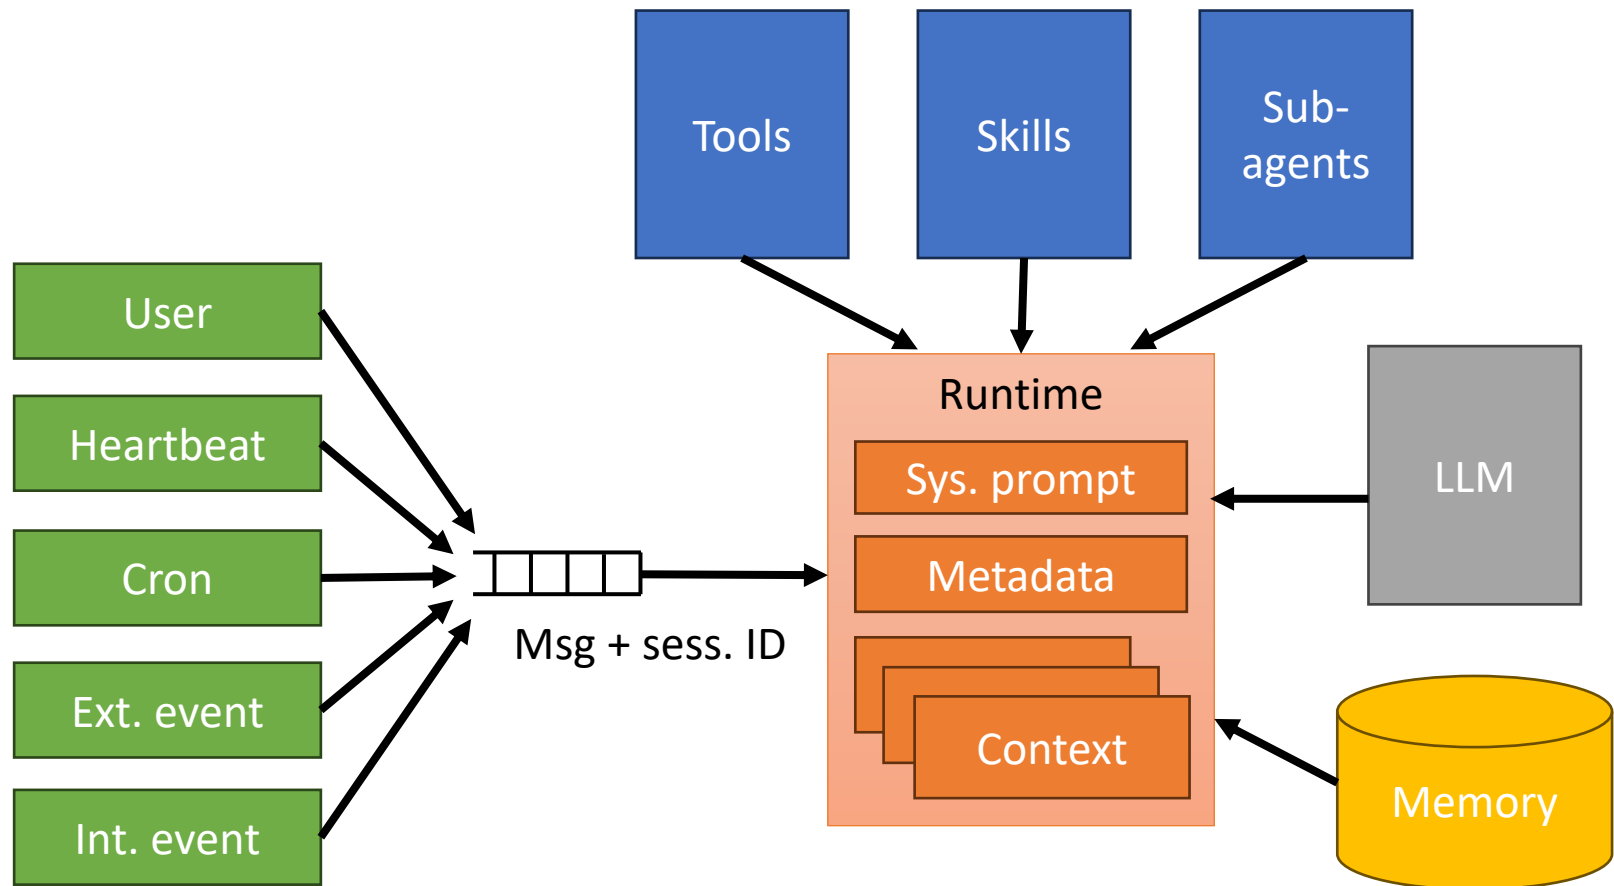 Tools
Skills
Sub-
agents
User
Heartbeat
Cron
Ext. event
Int. event
Msg + sess. ID
Runtime
Sys. prompt
Metadata
Context
LLM
Memory